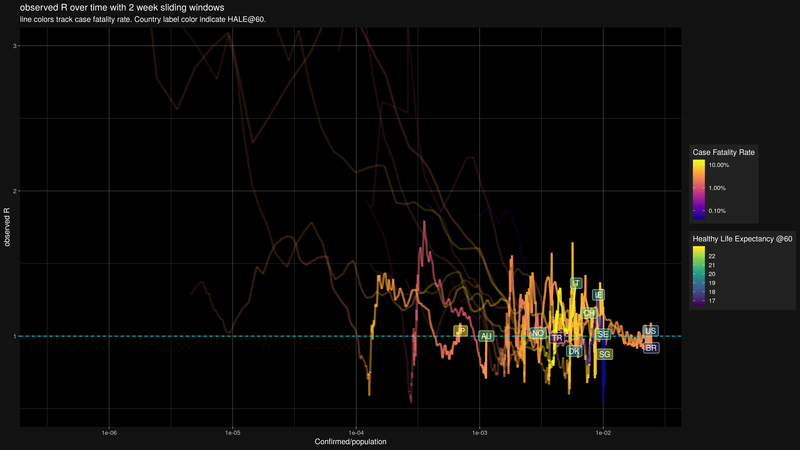 observed R over time with 2 week sliding windows
line colors track case fatality rate. Country label color indicate HALE@60.
3
2
1
observed R
IT
IE
CH
JP
AU
NO
TR
SE
US
DK
SG
BR
1e-06
1e-05
1e-04
1e-03
1e-02
Confirmed/population
Case Fatality Rate
10.00%
1.00%
0.10%
Healthy Life Expectancy @60
22
21
20
19
18
17